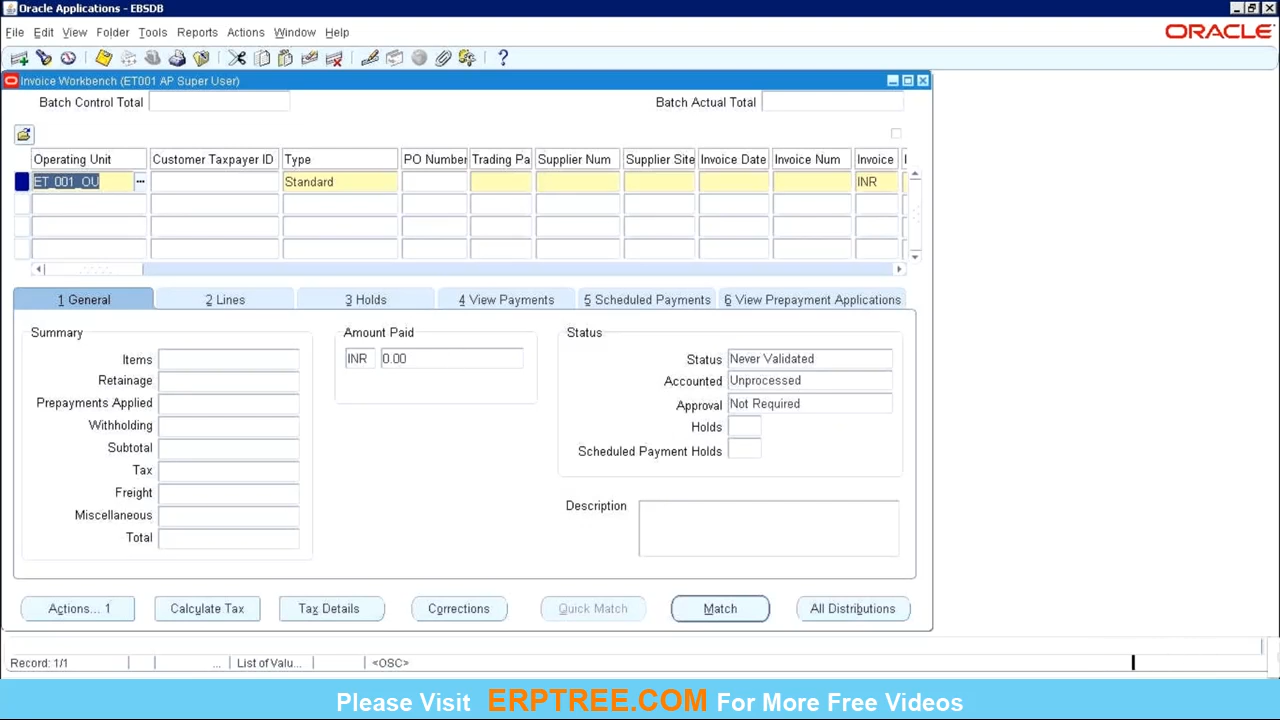 Oracle Applications - EBSDB
File Edit View Folder Tools Reports Actions Window Help
ORACLE
Invoice Workbench (ET001 AP Super User)
Batch Control Total
Batch Actual Total
Operating Unit Customer Taxpayer ID Type PO Number Trading Pa Supplier Num Supplier Site Invoice Date Invoice Num Invoice
ET_001_OU ... Standard INR
1 General 2 Lines 3 Holds 4 View Payments 5 Scheduled Payments 6 View Prepayment Applications
Summary Amount Paid Status
Items INR 0.00 Status Never Validated
Retainage Accounted Unprocessed
Prepayments Applied Approval Not Required
Withholding Holds
Subtotal Scheduled Payment Holds
Tax
Freight Description
Miscellaneous
Total
Actions... 1 Calculate Tax Tax Details Corrections Quick Match Match All Distributions
Record: 1/1 ... List of Valu... <OSC>
Please Visit ERPTREE.COM For More Free Videos